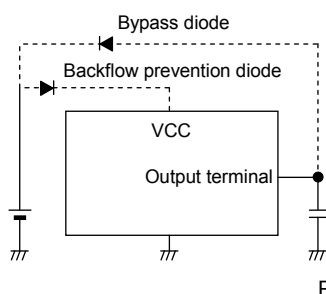 Bypass diode
Backflow prevention diode
VCC
Output terminal